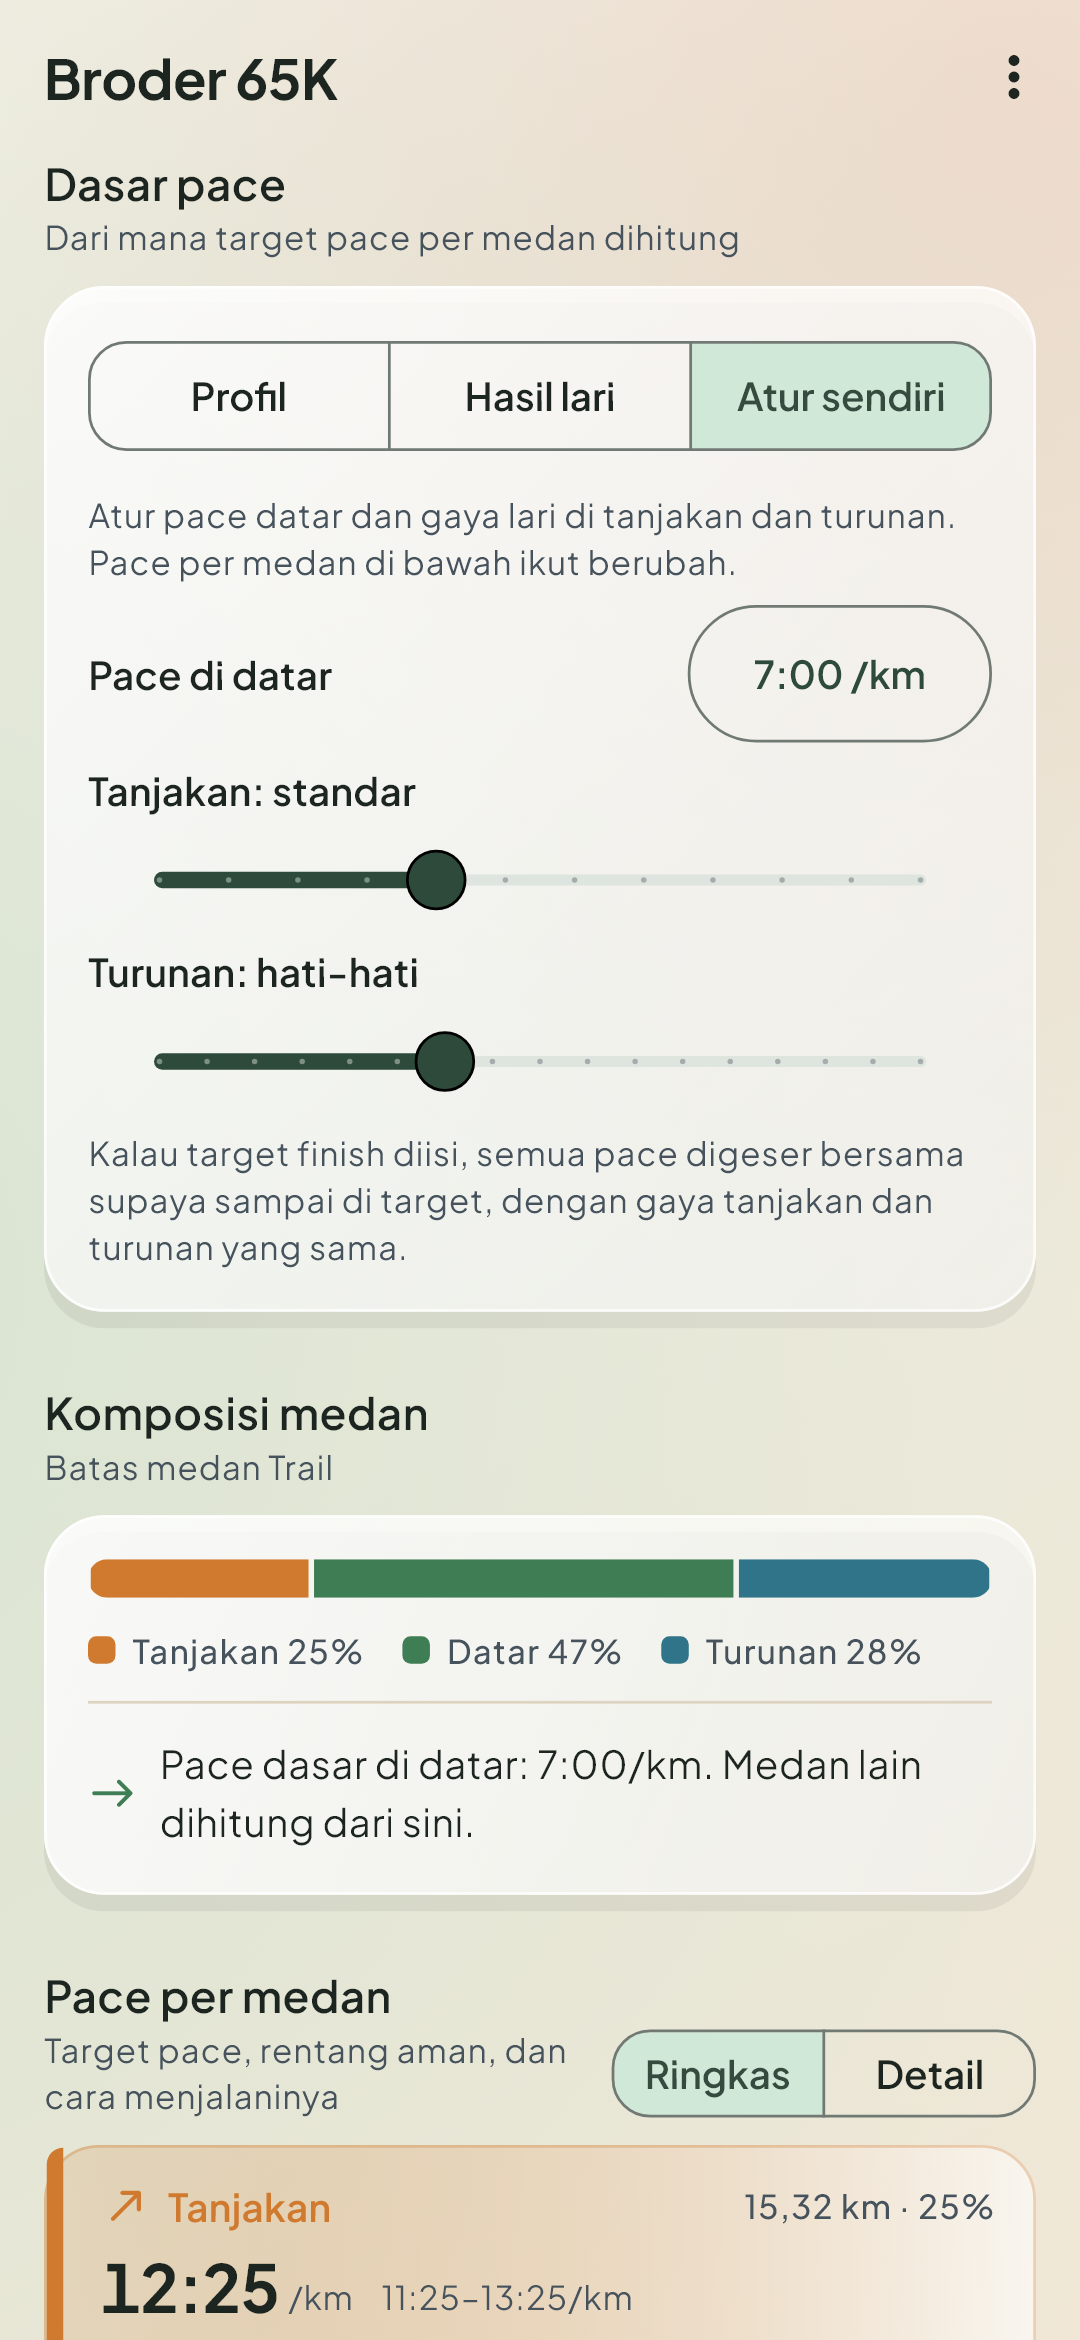 Broder 65K
Dasar pace
Dari mana target pace per medan dihitung
Profil
Hasil lari
Atur sendiri
Atur pace datar dan gaya lari di tanjakan dan turunan.
Pace per medan di bawah ikut berubah.
Pace di datar
7:00 /km
Tanjakan: standar
Turunan: hati-hati
Kalau target finish diisi, semua pace digeser bersama
supaya sampai di target, dengan gaya tanjakan dan
turunan yang sama.
Komposisi medan
Batas medan Trail
Tanjakan 25%
Datar 47%
Turunan 28%
Pace dasar di datar: 7:00/km. Medan lain
dihitung dari sini.
Pace per medan
Target pace, rentang aman, dan
cara menjalaninya
Ringkas
Detail
Tanjakan
15,32 km · 25%
12:25 /km 11:25–13:25/km